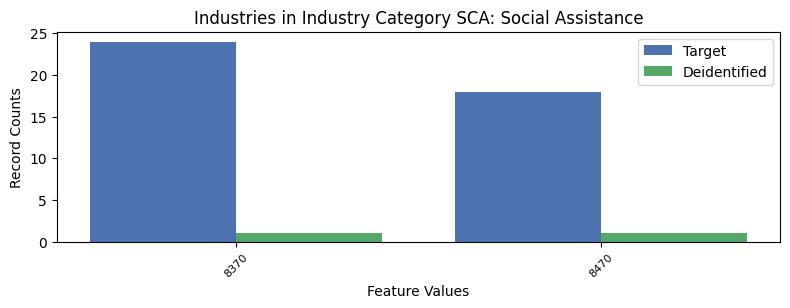 Industries in Industry Category SCA: Social Assistance
25
20
15
10
5
0
Record Counts
Target
Deidentified
8370
8470
Feature Values